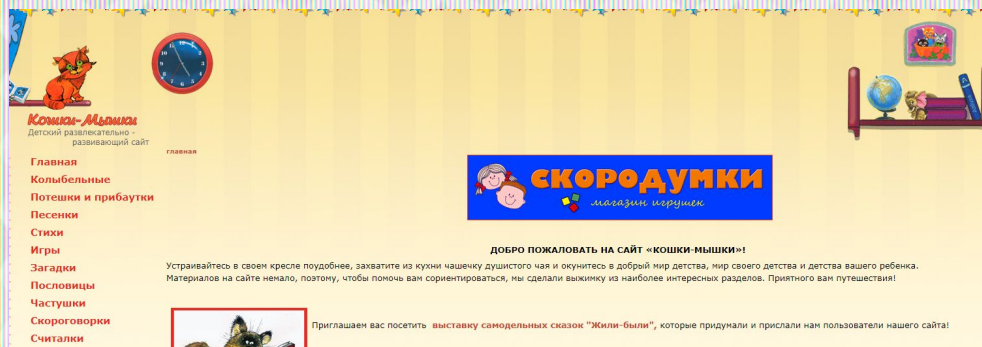 Кошки-Мышки
Детский развлекательно -
развивающий сайт
главная
Главная
Колыбельные
Потешки и прибаутки
Песенки
Стихи
Игры
Загадки
Пословицы
Частушки
Скороговорки
Считалки
СКОРОДУМКИ
магазин игрушек
ДОБРО ПОЖАЛОВАТЬ НА САЙТ «КОШКИ-МЫШКИ»!
Устраивайтесь в своем кресле поудобнее, захватите из кухни чашечку душистого чая и окунитесь в добрый мир детства, мир своего детства и детства вашего ребенка.
Материалов на сайте немало, поэтому, чтобы помочь вам сориентироваться, мы сделали выжимку из наиболее интересных разделов. Приятного вам путешествия!
Приглашаем вас посетить выставку самодельных сказок "Жили-были", которые придумали и прислали нам пользователи нашего сайта!